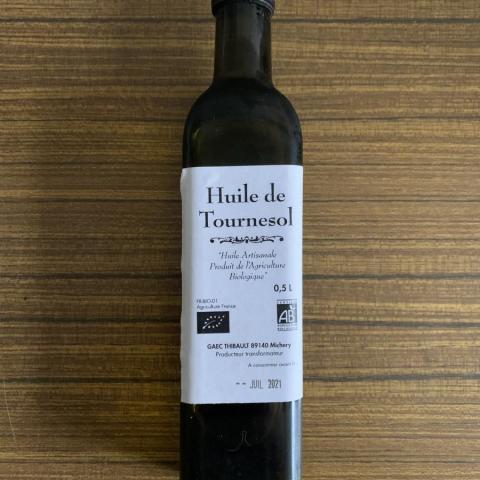 Huile de
Tournesol
"Huile Artisanale
Produit de l'Agriculture
Biologique"
0,5 L
FR-BIO-01
Agriculture France
AB
GAEC THIBAULT 89140 Michery
Producteur transformateur
A consommer avant
-- JUIL 2021